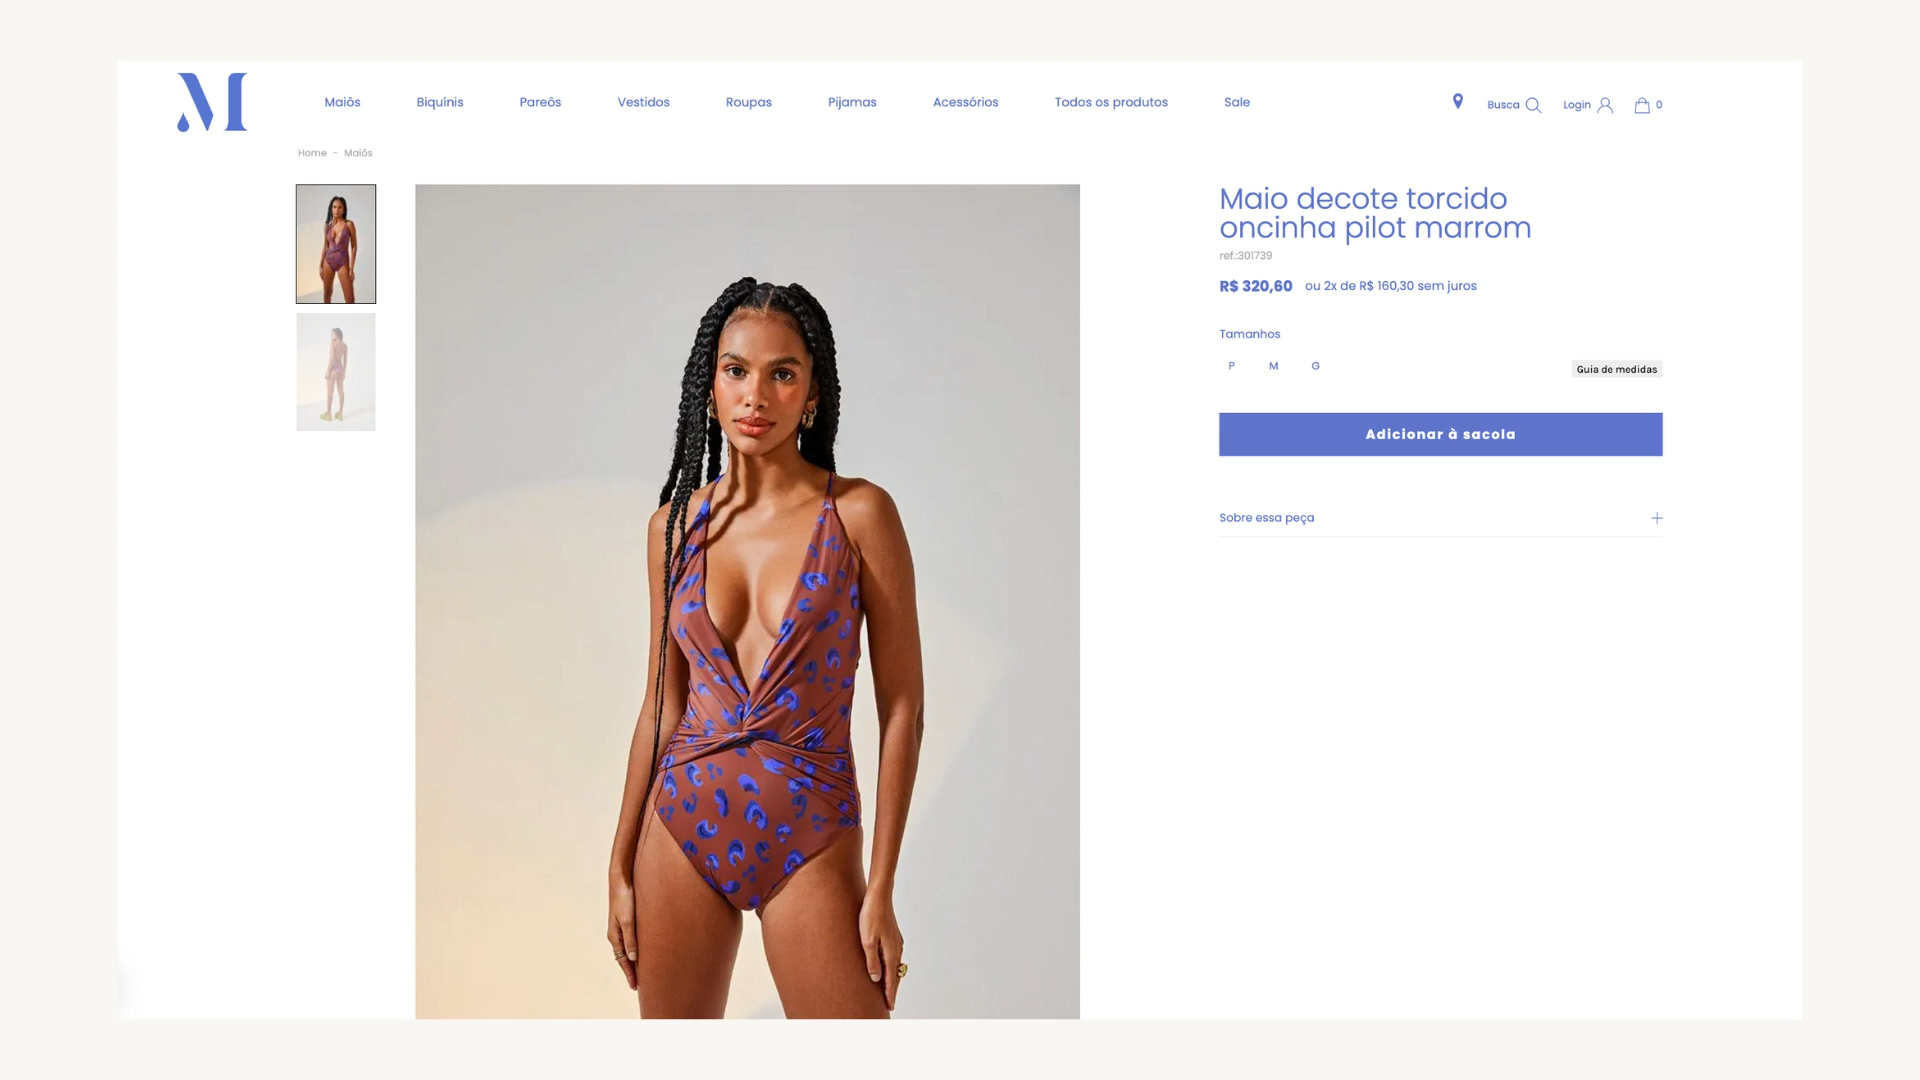 M
Maiôs Biquínis Pareôs Vestidos Roupas Pijamas Acessórios Todos os produtos Sale Busca Login 0
Home - Maiôs
Maio decote torcido
oncinha pilot marrom
ref.:301739
R$ 320,60 ou 2x de R$ 160,30 sem juros
Tamanhos
P M G
Guia de medidas
Adicionar à sacola
Sobre essa peça